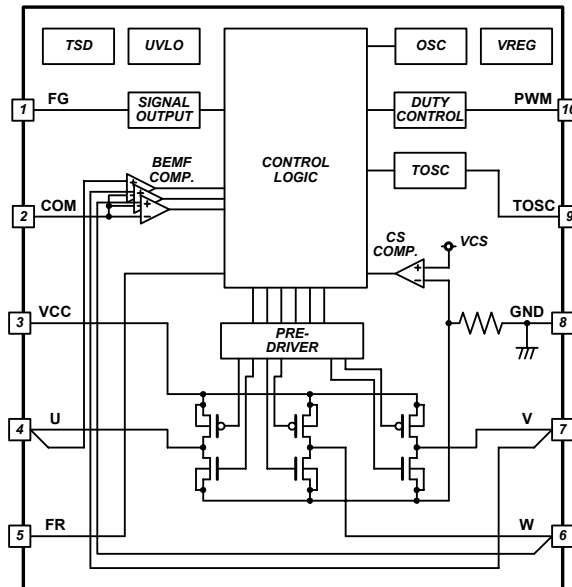 TSD
UVLO
OSC
VREG
1
FG
SIGNAL
OUTPUT
DUTY
CONTROL
PWM
10
BEMF
COMP.
CONTROL
LOGIC
TOSC
2
COM
TOSC
9
CS
COMP.
VCS
3
VCC
GND
8
PRE-
DRIVER
4
U
V
7
5
FR
W
6